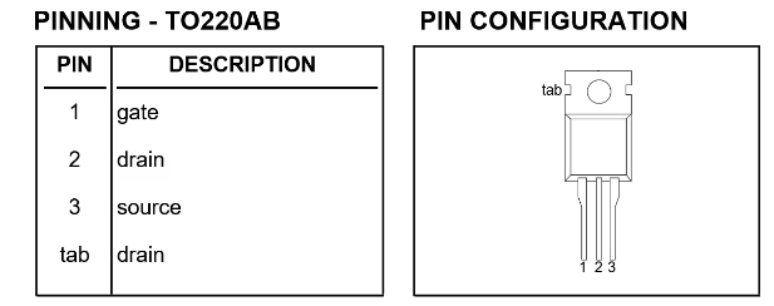 PINNING - TO220AB
PIN DESCRIPTION
1 gate
2 drain
3 source
tab drain
PIN CONFIGURATION
tab
1 2 3